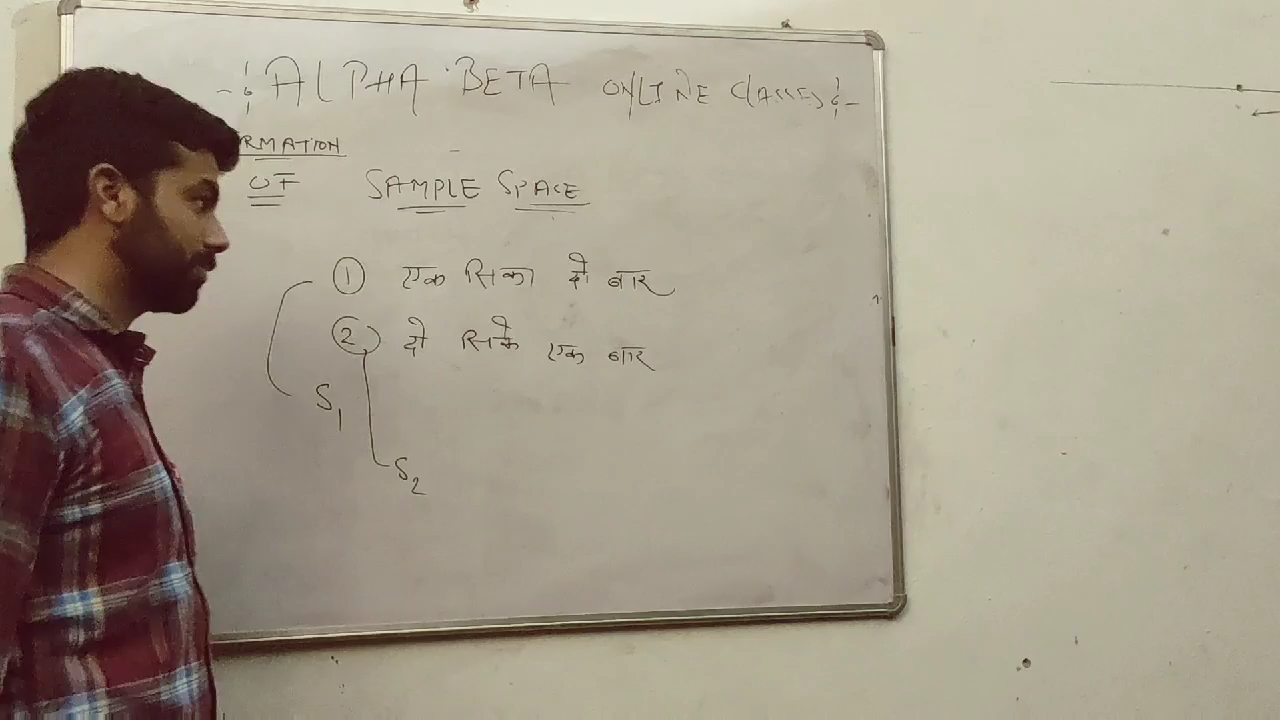 -: ALPHA BETA ONLINE CLASSES :-
RMATION
OF SAMPLE SPACE
① एक सिका दो बार
② दो सिके एक बार
S1
S2